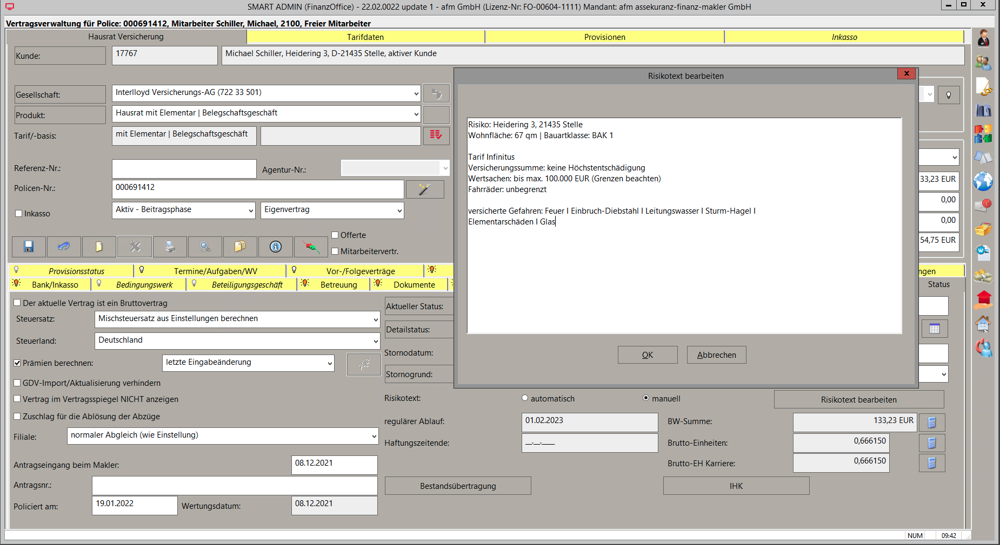 SMART ADMIN (FinanzOffice) - 22.02.0022 update 1 - afm GmbH (Lizenz-Nr: FO-00604-1111) Mandant: afm assekuranz-finanz-makler GmbH
Vertragsverwaltung für Police: 000691412, Mitarbeiter Schiller, Michael, 2100, Freier Mitarbeiter
Hausrat Versicherung
Tarifdaten
Provisionen
Inkasso
Kunde:
17767
Michael Schiller, Heidering 3, D-21435 Stelle, aktiver Kunde
Gesellschaft:
Interlloyd Versicherungs-AG (722 33 501)
Produkt:
Hausrat mit Elementar | Belegschaftsgeschäft
Tarif/-basis:
mit Elementar | Belegschaftsgeschäft
Referenz-Nr.:
Agentur-Nr.:
Policen-Nr.:
000691412
Inkasso
Aktiv - Beitragsphase
Eigenvertrag
Offerte
Mitarbeitervertr.
Risikotext bearbeiten
Risiko: Heidering 3, 21435 Stelle
Wohnfläche: 67 qm | Bauartklasse: BAK 1
Tarif Infinitus
Versicherungssumme: keine Höchstentschädigung
Wertsachen: bis max. 100.000 EUR (Grenzen beachten)
Fahrräder: unbegrenzt
versicherte Gefahren: Feuer I Einbruch-Diebstahl I Leitungswasser I Sturm-Hagel I
Elementarschäden I Glas
OK
Abbrechen
33,23 EUR
0,00
0,00
54,75 EUR
Provisionsstatus
Termine/Aufgaben/WV
Vor-/Folgeverträge
ngen
Bank/Inkasso
Bedingungswerk
Beteiligungsgeschäft
Betreuung
Dokumente
Status
Der aktuelle Vertrag ist ein Bruttovertrag
Steuersatz:
Mischsteuersatz aus Einstellungen berechnen
Steuerland:
Deutschland
Prämien berechnen:
letzte Eingabeänderung
GDV-Import/Aktualisierung verhindern
Vertrag im Vertragsspiegel NICHT anzeigen
Zuschlag für die Ablösung der Abzüge
Filiale:
normaler Abgleich (wie Einstellung)
Antragseingang beim Makler:
08.12.2021
Antragsnr.:
Policiert am:
19.01.2022
Wertungsdatum:
08.12.2021
Aktueller Status:
Detailstatus:
Stornodatum:
Stornogrund:
Risikotext:
automatisch
manuell
Risikotext bearbeiten
regulärer Ablauf:
01.02.2023
BW-Summe:
133,23 EUR
Haftungszeitende:
__.__.____
Brutto-Einheiten:
0,666150
Brutto-EH Karriere:
0,666150
Bestandsübertragung
IHK
NUM
09:42